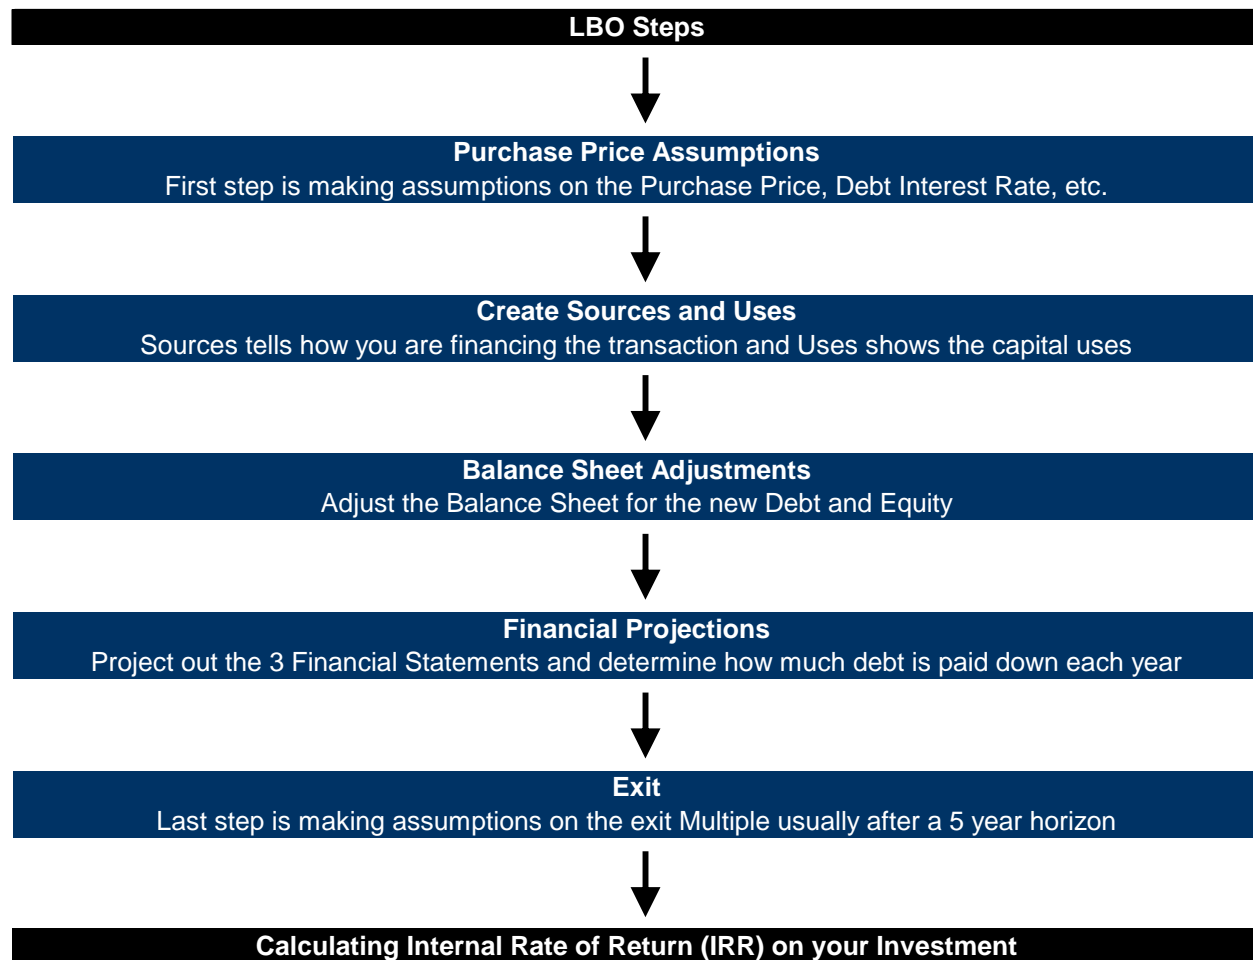 LBO Steps
Purchase Price Assumptions
First step is making assumptions on the Purchase Price, Debt Interest Rate, etc.
Create Sources and Uses
Sources tells how you are financing the transaction and Uses shows the capital uses
Balance Sheet Adjustments
Adjust the Balance Sheet for the new Debt and Equity
Financial Projections
Project out the 3 Financial Statements and determine how much debt is paid down each year
Exit
Last step is making assumptions on the exit Multiple usually after a 5 year horizon
Calculating Internal Rate of Return (IRR) on your Investment